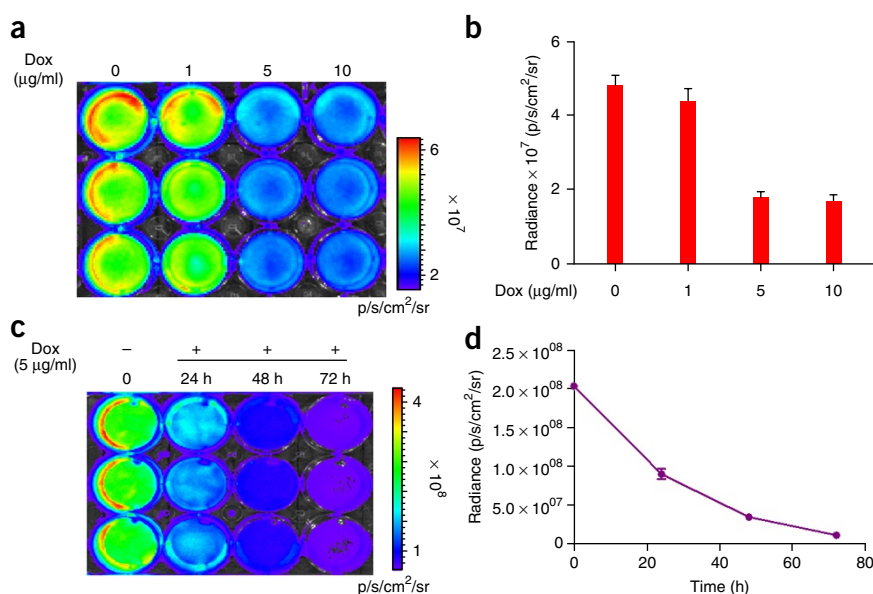 a
Dox (μg/ml) 0 1 5 10
6
× 10⁷
2
p/s/cm²/sr
b
6
4
2
0
Radiance × 10⁷ (p/s/cm²/sr)
Dox (μg/ml) 0 1 5 10
c
Dox (5 μg/ml) – + + +
0 24 h 48 h 72 h
4
× 10⁸
1
p/s/cm²/sr
d
2.5 × 10⁰⁸
2.0 × 10⁰⁸
1.5 × 10⁰⁸
1.0 × 10⁰⁸
5.0 × 10⁰⁷
0
Radiance (p/s/cm²/sr)
0 20 40 60 80
Time (h)